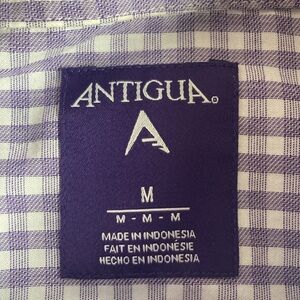 ANTIGUA®
M
M - M - M
MADE IN INDONESIA
FAIT EN INDONÉSIE
HECHO EN INDONESIA